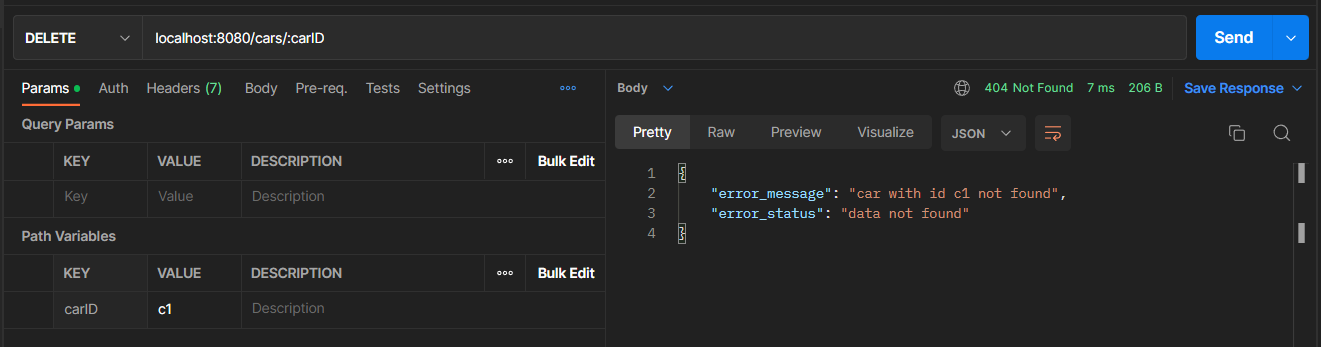 DELETE localhost:8080/cars/:carID Send
Params Auth Headers (7) Body Pre-req. Tests Settings
Query Params
KEY VALUE DESCRIPTION Bulk Edit
Key Value Description
Path Variables
KEY VALUE DESCRIPTION Bulk Edit
carID c1 Description
Body 404 Not Found 7 ms 206 B Save Response
Pretty Raw Preview Visualize JSON
1 {
2 "error_message": "car with id c1 not found",
3 "error_status": "data not found"
4 }